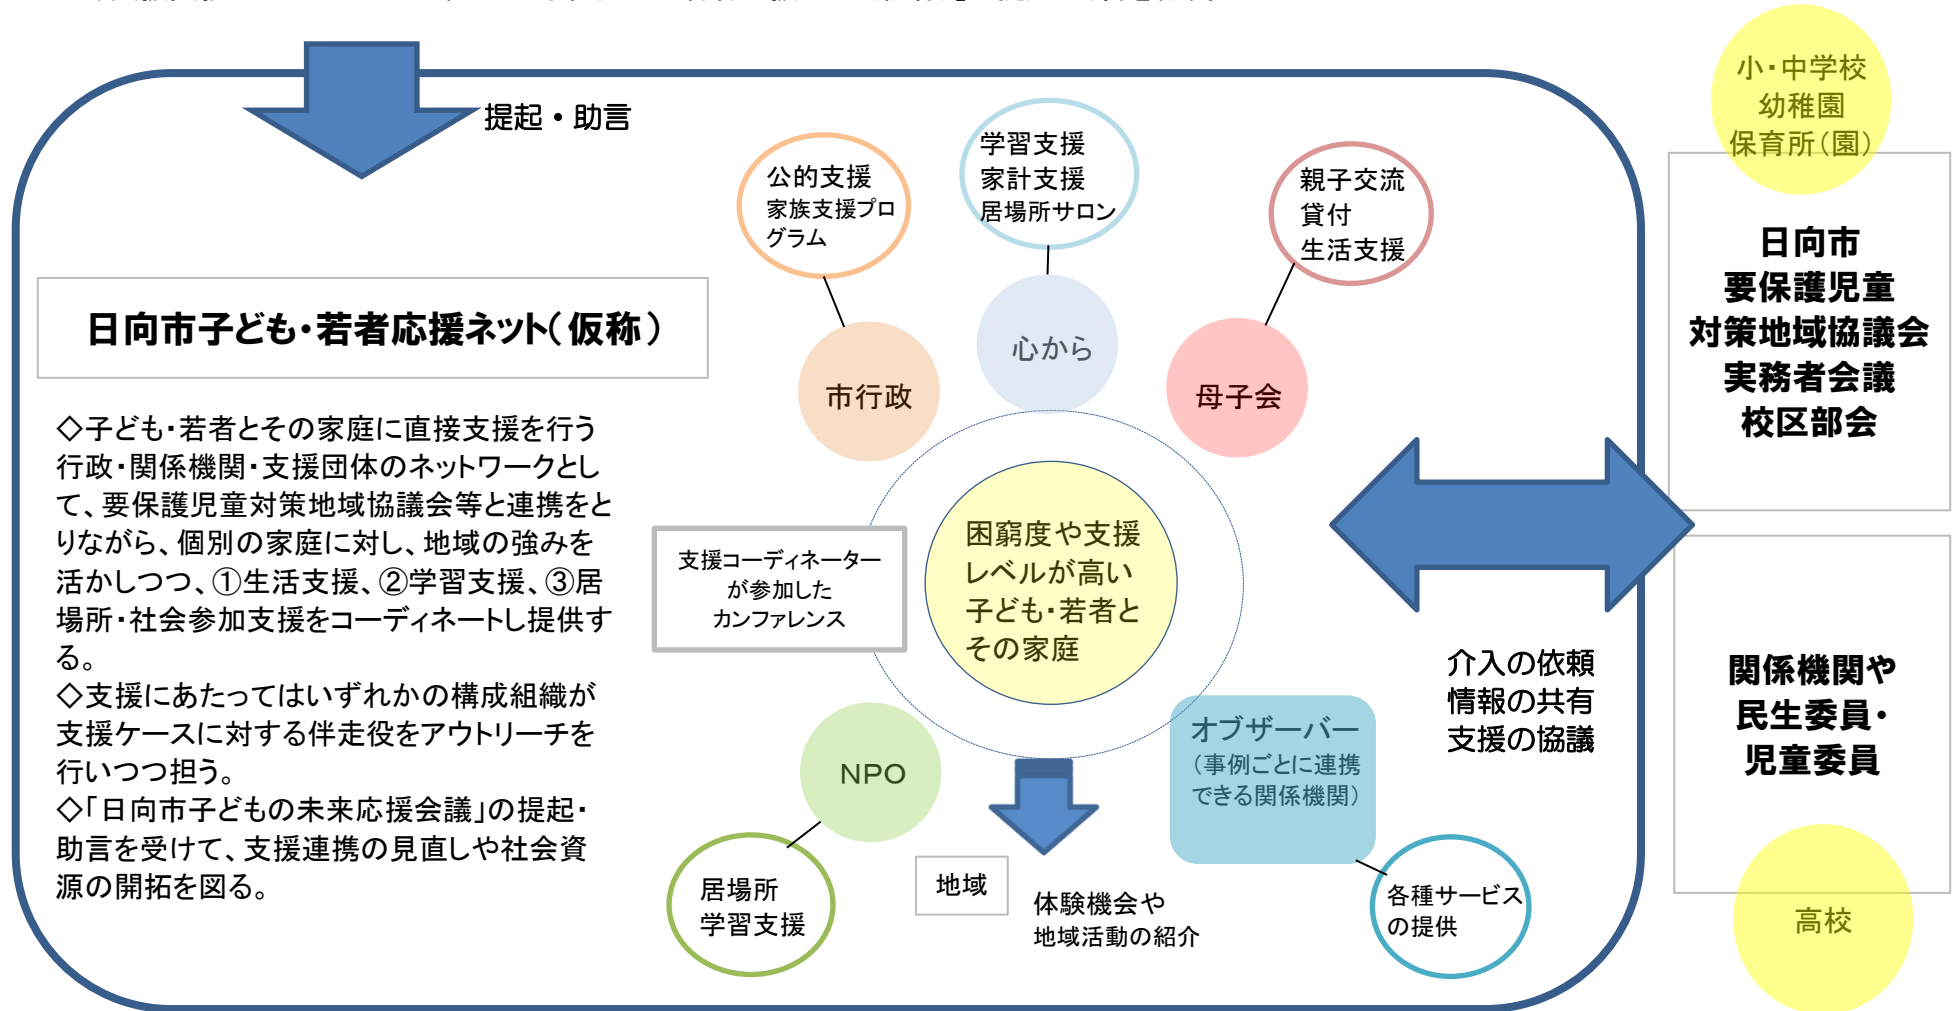 提起・助言
日向市子ども・若者応援ネット（仮称）
◇子ども・若者とその家庭に直接支援を行う
行政・関係機関・支援団体のネットワークとし
て、要保護児童対策地域協議会等と連携をと
りながら、個別の家庭に対し、地域の強みを
活かしつつ、①生活支援、②学習支援、③居
場所・社会参加支援をコーディネートし提供す
る。
◇支援にあたってはいずれかの構成組織が
支援ケースに対する伴走役をアウトリーチを
行いつつ担う。
◇「日向市子どもの未来応援会議」の提起・
助言を受けて、支援連携の見直しや社会資
源の開拓を図る。
公的支援
家族支援プロ
グラム
市行政
学習支援
家計支援
居場所サロン
心から
親子交流
貸付
生活支援
母子会
支援コーディネーター
が参加した
カンファレンス
困窮度や支援
レベルが高い
子ども・若者と
その家庭
NPO
居場所
学習支援
地域
体験機会や
地域活動の紹介
オブザーバー
（事例ごとに連携
できる関係機関）
各種サービス
の提供
介入の依頼
情報の共有
支援の協議
小・中学校
幼稚園
保育所（園）
日向市
要保護児童
対策地域協議会
実務者会議
校区部会
関係機関や
民生委員・
児童委員
高校